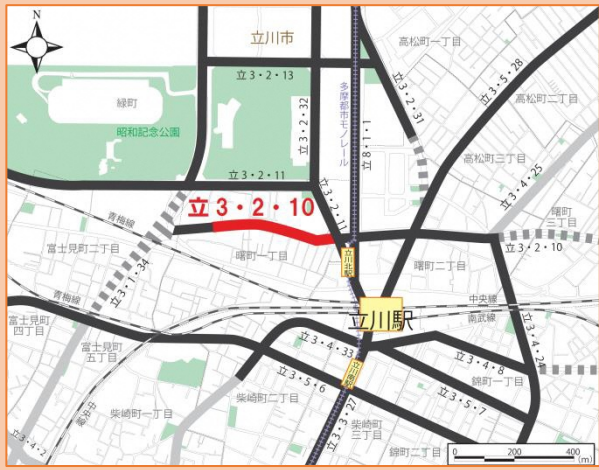 N
立川市
高松町一丁目
立3・2・13
立3・5・28
緑町
立3・2・32
多摩都市モノレール
立3・2・31
高松町二丁目
昭和記念公園
立8・1・1
高松町三丁目
立3・4・25
立3・2・11
曙町三丁目
立3・2・10
立3・2・11
青梅線
富士見町二丁目
立川北駅
立3・2・10
曙町一丁目
曙町二丁目
立3・1・34
青梅線
中央線
富士見町四丁目
立川駅
南武線
富士見町五丁目
立3・4・33
立3・4・8
立3・4・24
立3・5・6
立川南駅
錦町一丁目
柴崎町一丁目
柴崎町二丁目
立3・5・7
立3・3・27
柴崎町三丁目
立3・4・2
錦町二丁目
0 200 400
(m)